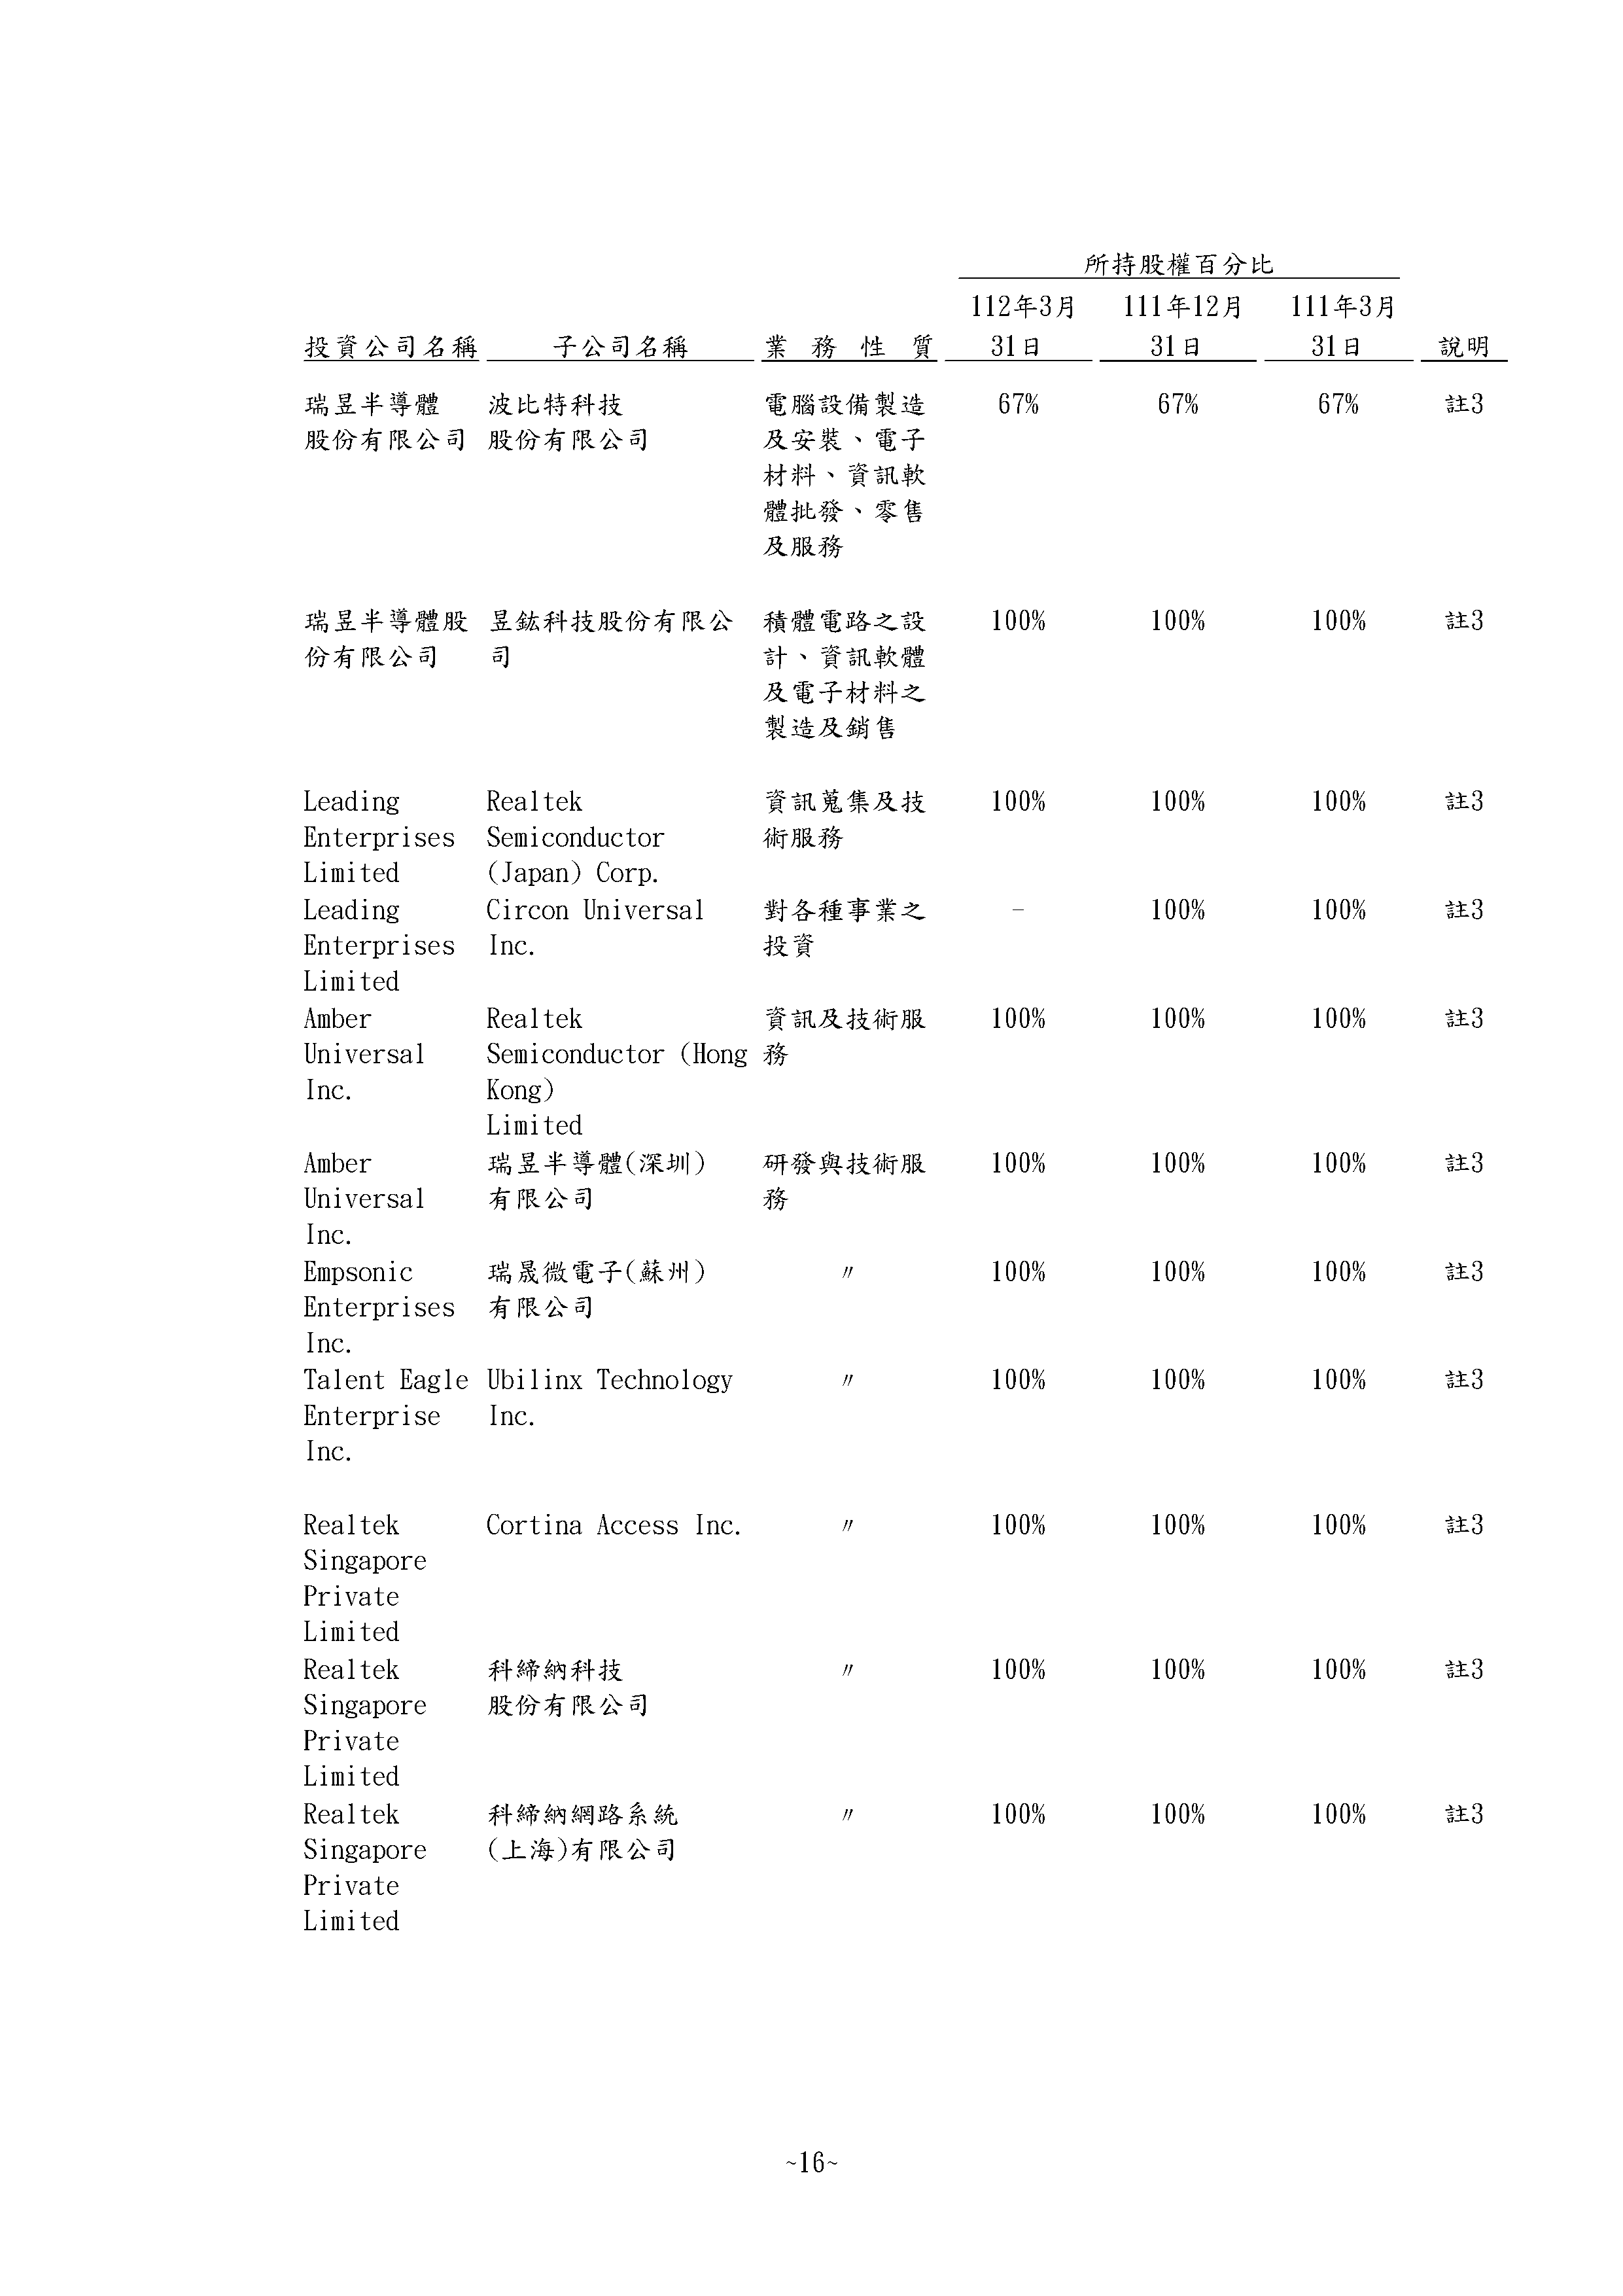 所持股權百分比
112年3月 111年12月 111年3月
投資公司名稱 子公司名稱 業務性質 31日 31日 31日 說明
瑞昱半導體 波比特科技 電腦設備製造 67% 67% 67% 註3
股份有限公司 股份有限公司 及安裝、電子
材料、資訊軟
體批發、零售
及服務
瑞昱半導體股 昱鈜科技股份有限公 積體電路之設 100% 100% 100% 註3
份有限公司 司 計、資訊軟體
及電子材料之
製造及銷售
Leading Realtek 資訊蒐集及技 100% 100% 100% 註3
Enterprises Semiconductor 術服務
Limited (Japan) Corp.
Leading Circon Universal 對各種事業之 – 100% 100% 註3
Enterprises Inc. 投資
Limited
Amber Realtek 資訊及技術服 100% 100% 100% 註3
Universal Semiconductor (Hong 務
Inc. Kong)
Limited
Amber 瑞昱半導體(深圳) 研發與技術服 100% 100% 100% 註3
Universal 有限公司 務
Inc.
Empsonic 瑞晟微電子(蘇州) 〃 100% 100% 100% 註3
Enterprises 有限公司
Inc.
Talent Eagle Ubilinx Technology 〃 100% 100% 100% 註3
Enterprise Inc.
Inc.
Realtek Cortina Access Inc. 〃 100% 100% 100% 註3
Singapore
Private
Limited
Realtek 科締納科技 〃 100% 100% 100% 註3
Singapore 股份有限公司
Private
Limited
Realtek 科締納網路系統 〃 100% 100% 100% 註3
Singapore (上海)有限公司
Private
Limited
~16~